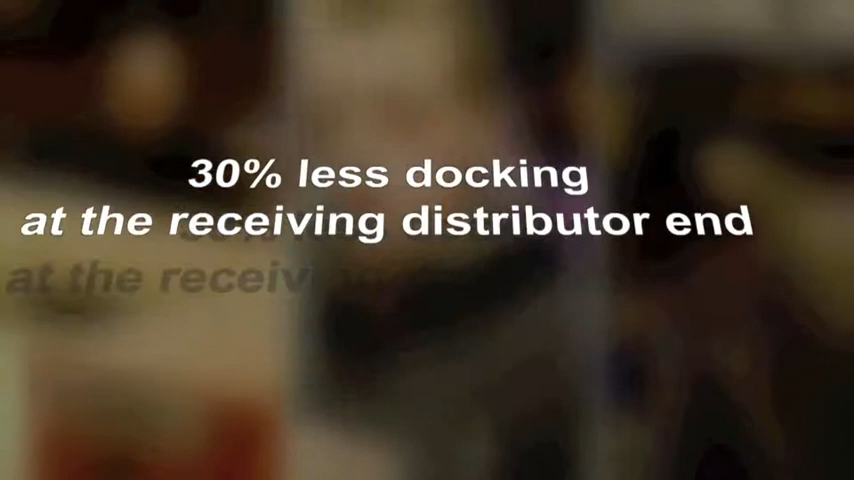 30% less docking
at the receiving distributor end